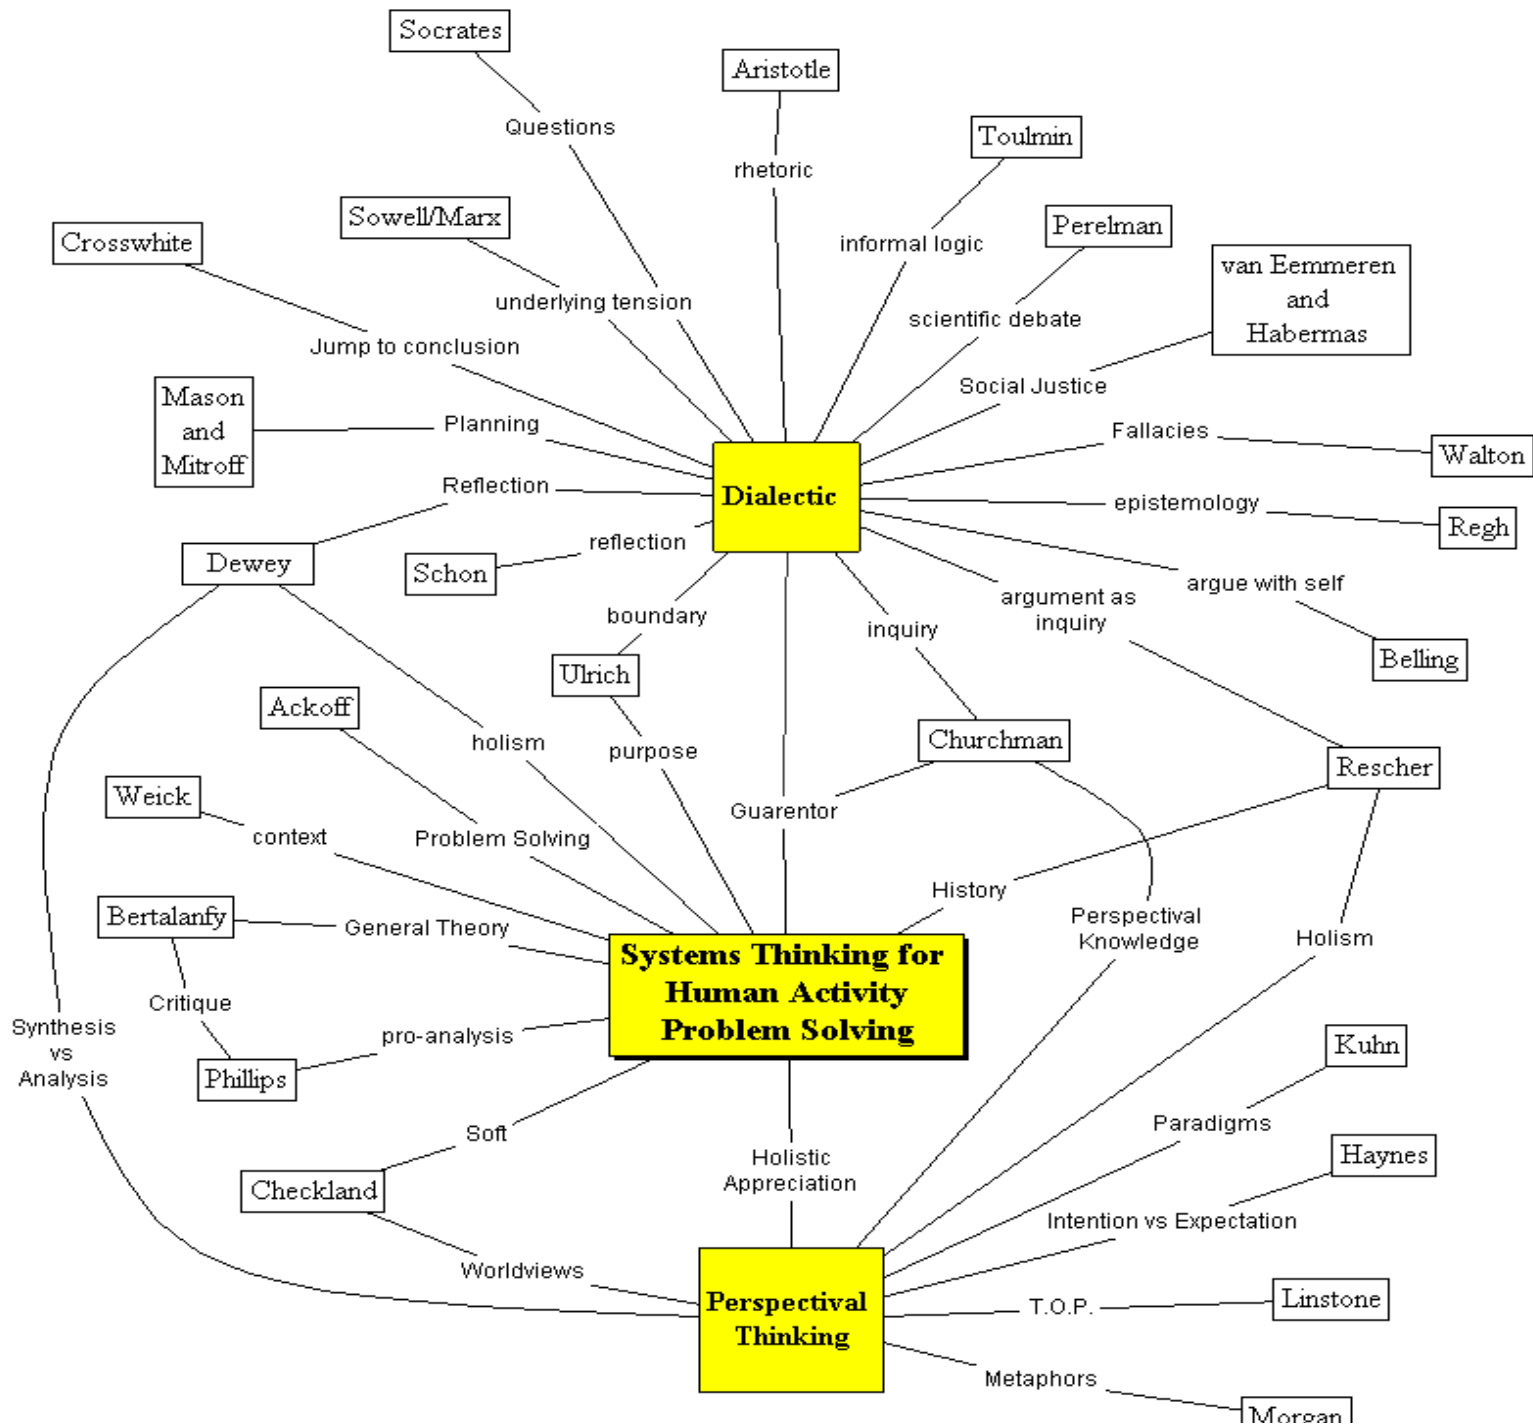 Socrates
Aristotle
Questions
Toulmin
rhetoric
Sowell/Marx
Perelman
Crosswhite
informal logic
van Eemmeren
and
Habermas
underlying tension
scientific debate
Jump to conclusion
Social Justice
Mason
and
Mitroff
Planning
Fallacies
Walton
Reflection
Dialectic
epistemology
Regh
reflection
Dewey
Schon
argue with self
argument as
inquiry
boundary
inquiry
Belling
Ulrich
Ackoff
holism
purpose
Churchman
Rescher
Weick
context
Problem Solving
Guarentor
History
Bertalanfy
General Theory
Perspectival
Knowledge
Holism
Systems Thinking for
Human Activity
Problem Solving
Critique
Synthesis
vs
Analysis
pro-analysis
Phillips
Kuhn
Soft
Paradigms
Holistic
Appreciation
Haynes
Checkland
Intention vs Expectation
Worldviews
Perspectival
Thinking
T.O.P.
Linstone
Metaphors
Morgan